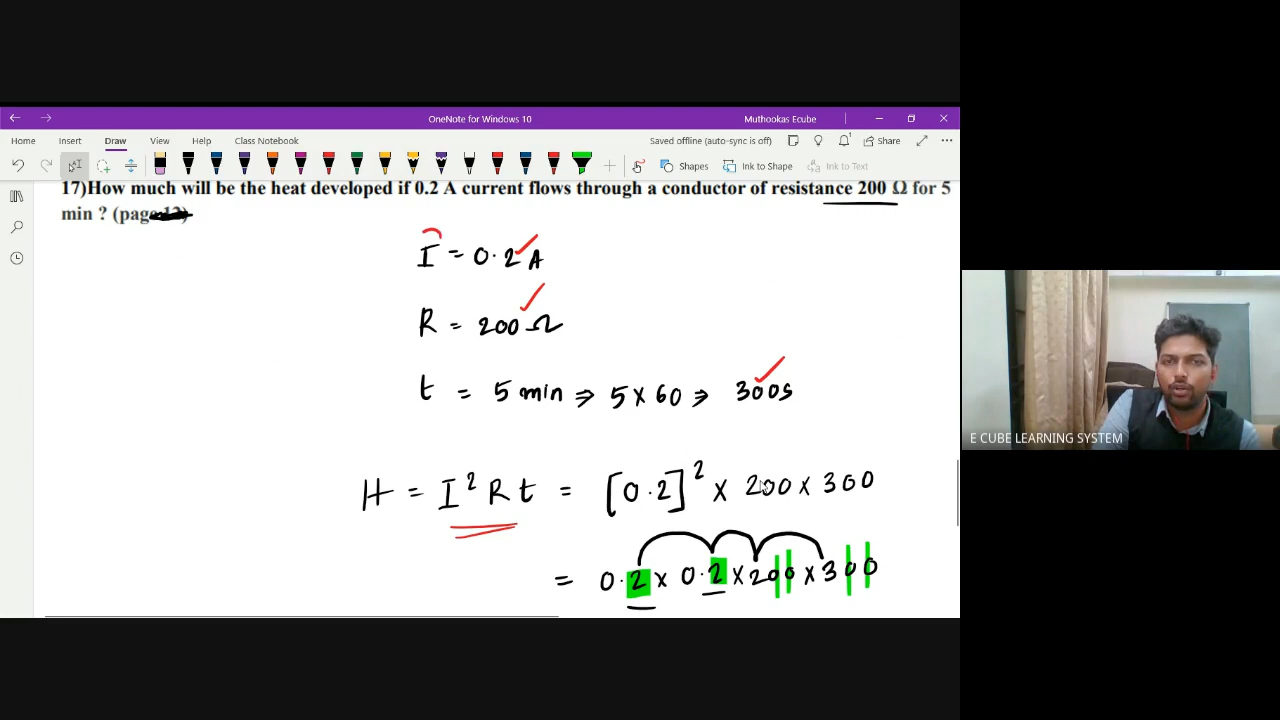 OneNote for Windows 10
Muthookas Ecube
Home Insert Draw View Help Class Notebook
Saved offline (auto-sync is off)
Share
Shapes
Ink to Shape
Ink to Text
17)How much will be the heat developed if 0.2 A current flows through a conductor of resistance 200 Ω for 5
min ? (page
I = 0.2 A
R = 200 Ω
t = 5 min ⇒ 5 × 60 ⇒ 300s
H = I² R t = [0.2]² × 200 × 300
= 0.2 × 0.2 × 200 × 300
E CUBE LEARNING SYSTEM